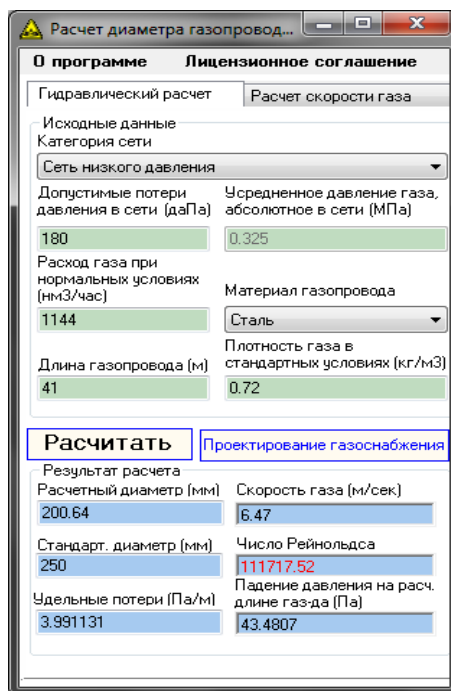 Расчет диаметра газопровод...
О программе Лицензионное соглашение
Гидравлический расчет Расчет скорости газа
Исходные данные
Категория сети
Сеть низкого давления
Допустимые потери давления в сети (даПа)
Усредненное давление газа, абсолютное в сети (МПа)
180 0.325
Расход газа при нормальных условиях (нм3/час)
Материал газопровода
1144 Сталь
Длина газопровода (м)
Плотность газа в стандартных условиях (кг/м3)
41 0.72
Расчитать Проектирование газоснабжения
Результат расчета
Расчетный диаметр (мм) Скорость газа (м/сек)
200.64 6.47
Стандарт. диаметр (мм) Число Рейнольдса
250 111717.52
Удельные потери (Па/м)
Падение давления на расч. длине газ-да (Па)
3.991131 43.4807